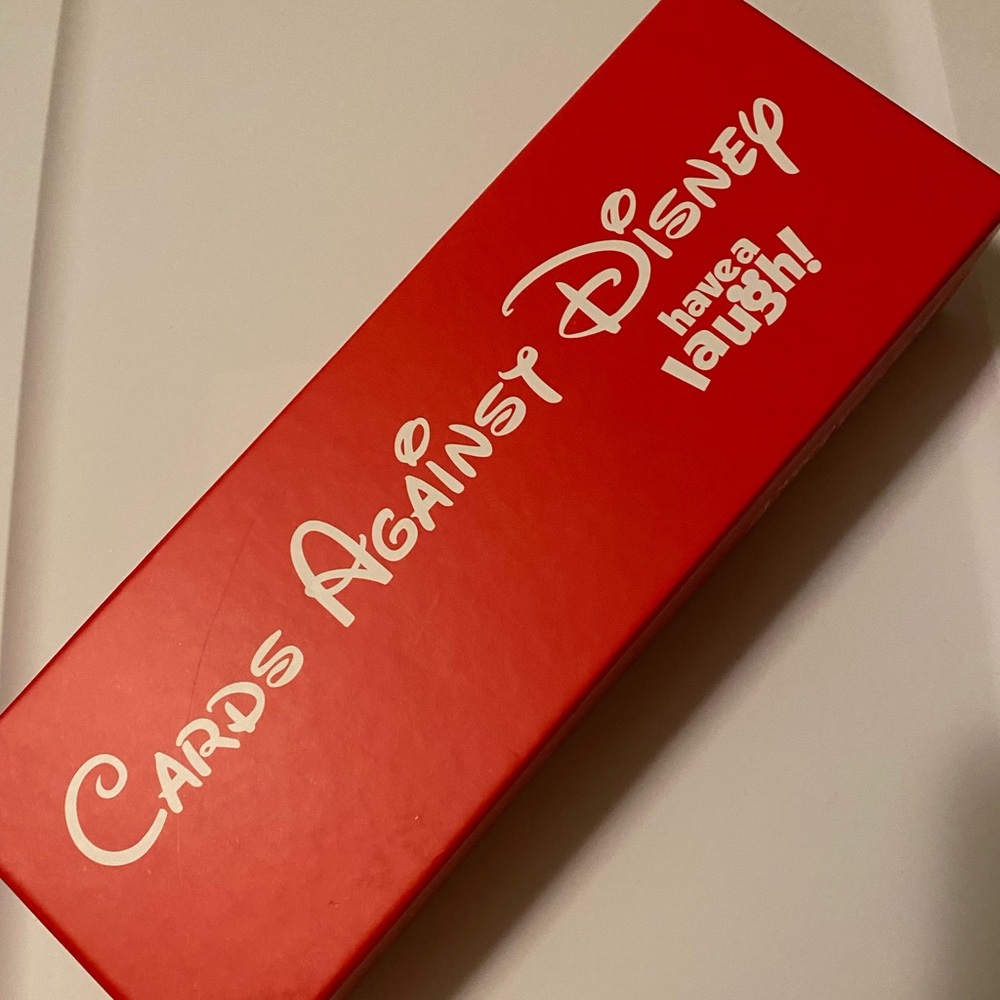 Cards Against Disney
have a
laugh!